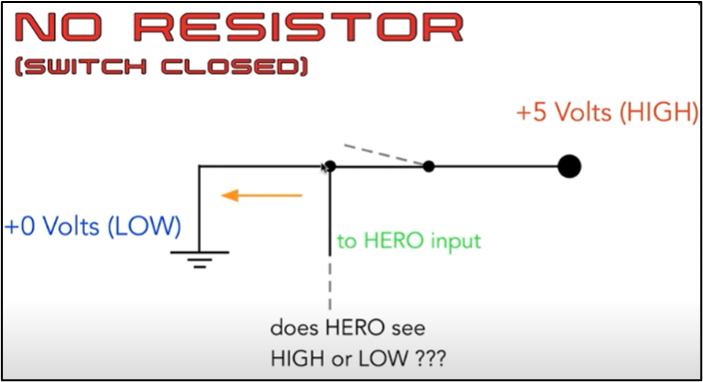 NO RESISTOR
(SWITCH CLOSED)
+5 Volts (HIGH)
+0 Volts (LOW)
to HERO input
does HERO see
HIGH or LOW ???